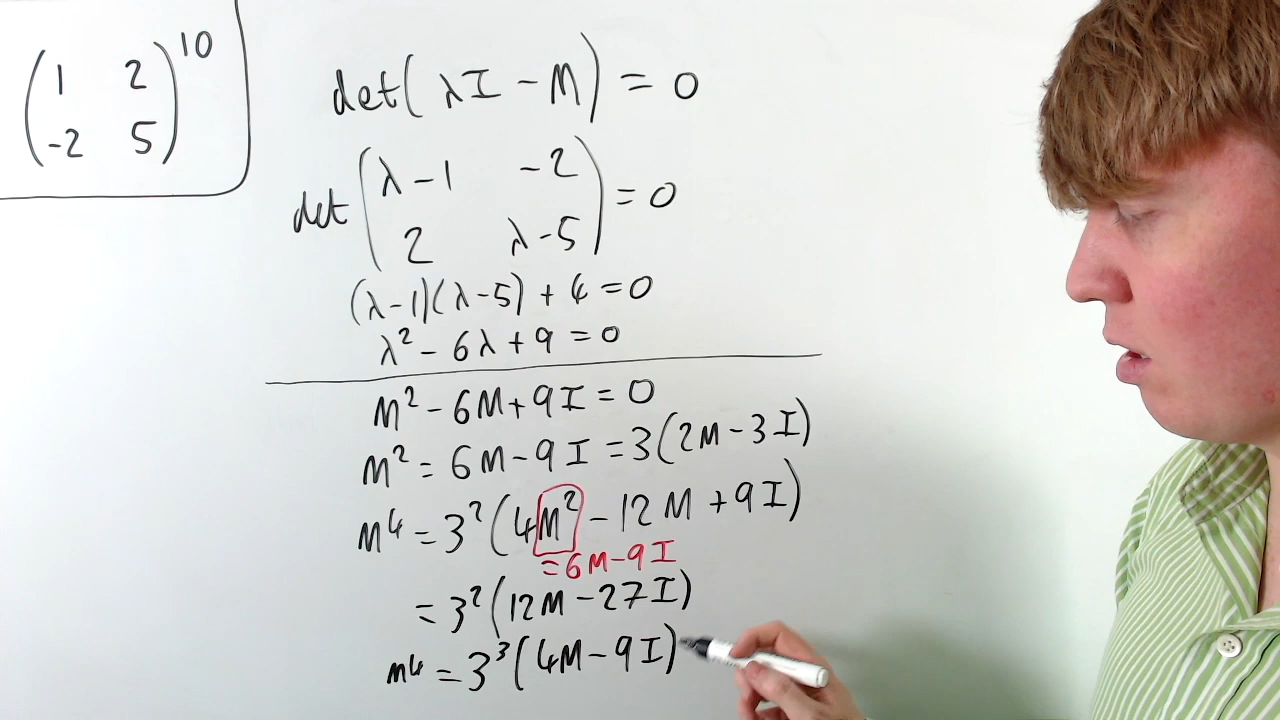 (1 2
-2 5)^10
det(λI - M) = 0
det(λ-1 -2
2 λ-5) = 0
(λ-1)(λ-5) + 4 = 0
λ² - 6λ + 9 = 0
M² - 6M + 9I = 0
M² = 6M - 9I = 3(2M - 3I)
M⁴ = 3²(4M² - 12M + 9I)
= 6M - 9I
= 3²(12M - 27I)
M⁴ = 3³(4M - 9I)